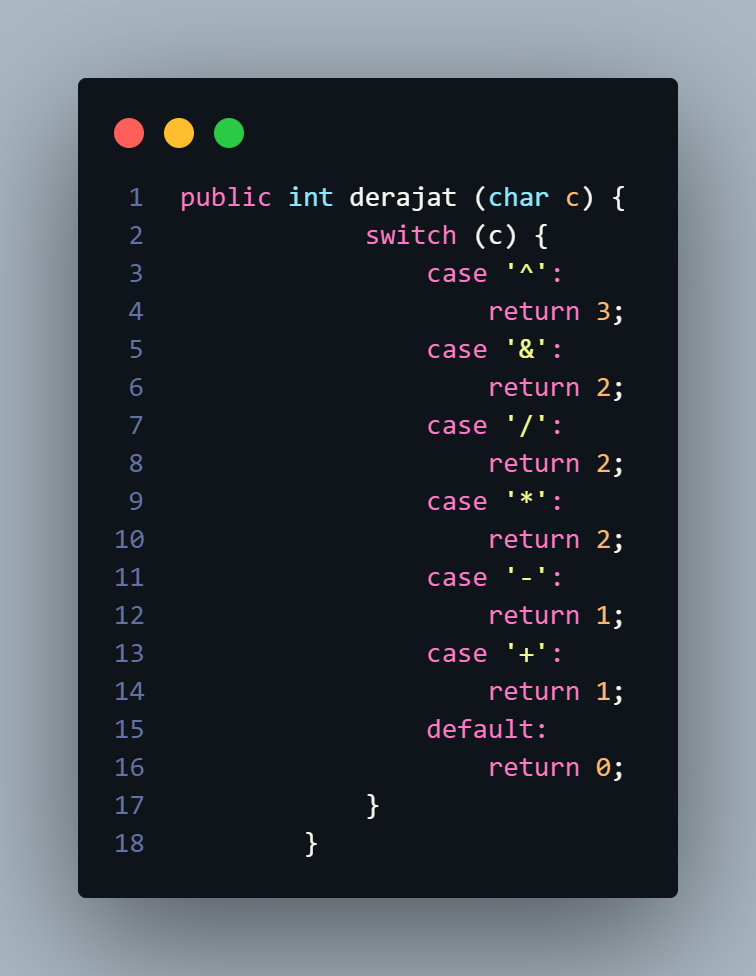 1 public int derajat (char c) {
2 switch (c) {
3 case '^':
4 return 3;
5 case '&':
6 return 2;
7 case '/':
8 return 2;
9 case '*':
10 return 2;
11 case '-':
12 return 1;
13 case '+':
14 return 1;
15 default:
16 return 0;
17 }
18 }